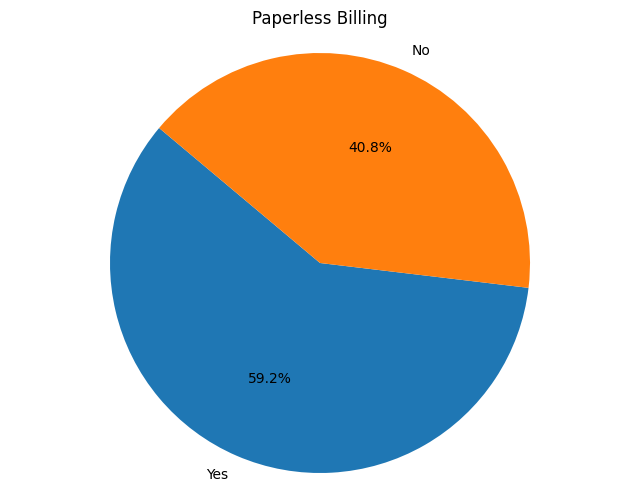 Paperless Billing
No
40.8%
59.2%
Yes